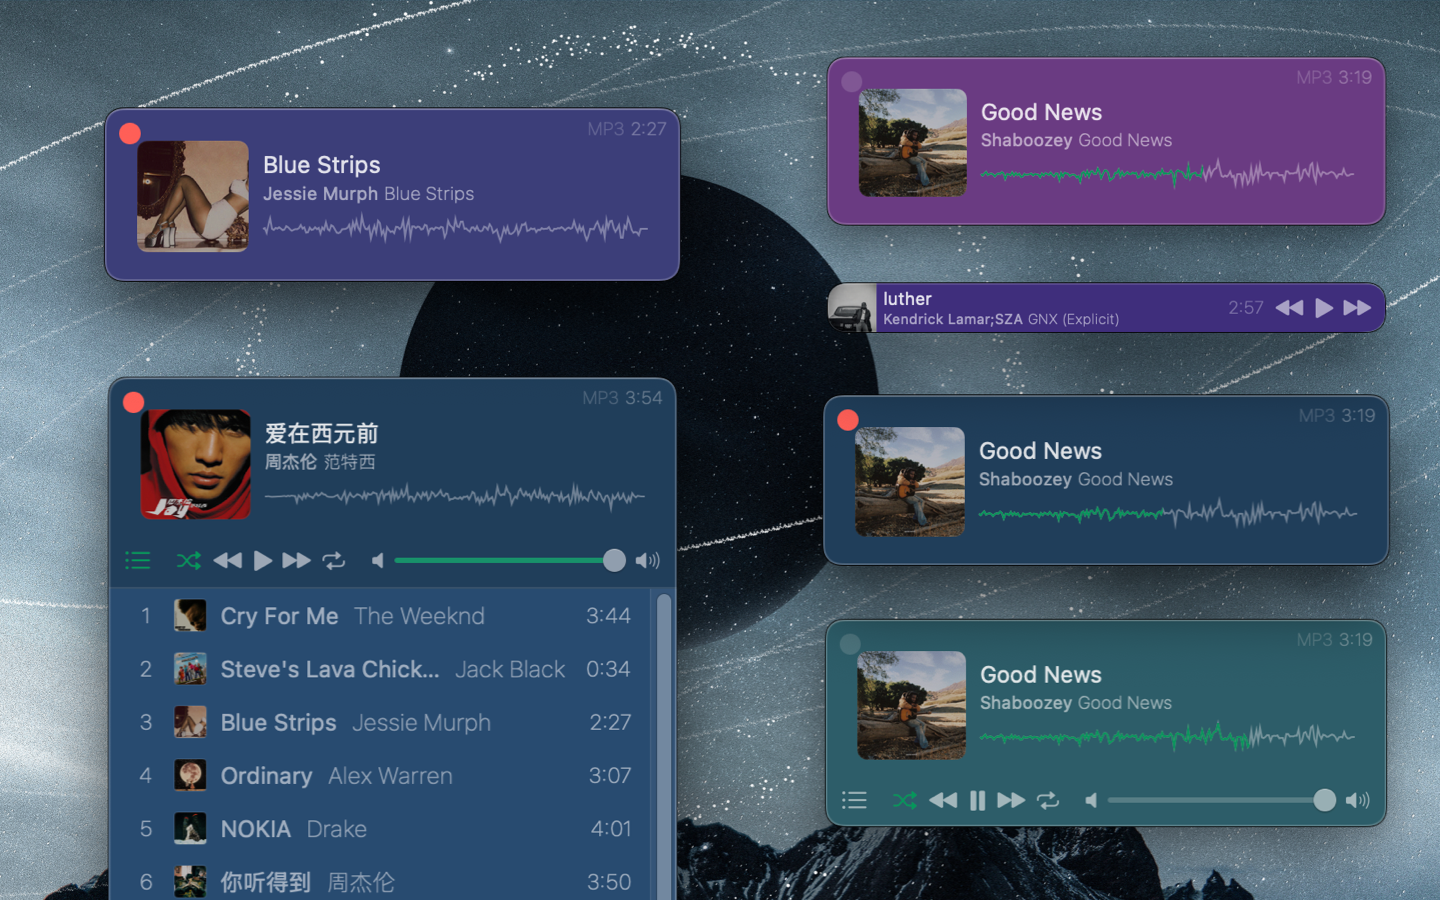 MP3 2:27
Blue Strips
Jessie Murph Blue Strips
MP3 3:54
爱在西元前
周杰伦 范特西
1 Cry For Me The Weeknd 3:44
2 Steve's Lava Chick... Jack Black 0:34
3 Blue Strips Jessie Murph 2:27
4 Ordinary Alex Warren 3:07
5 NOKIA Drake 4:01
6 你听得到 周杰伦 3:50
MP3 3:19
Good News
Shaboozey Good News
luther
Kendrick Lamar;SZA GNX (Explicit)
2:57
MP3 3:19
Good News
Shaboozey Good News
MP3 3:19
Good News
Shaboozey Good News